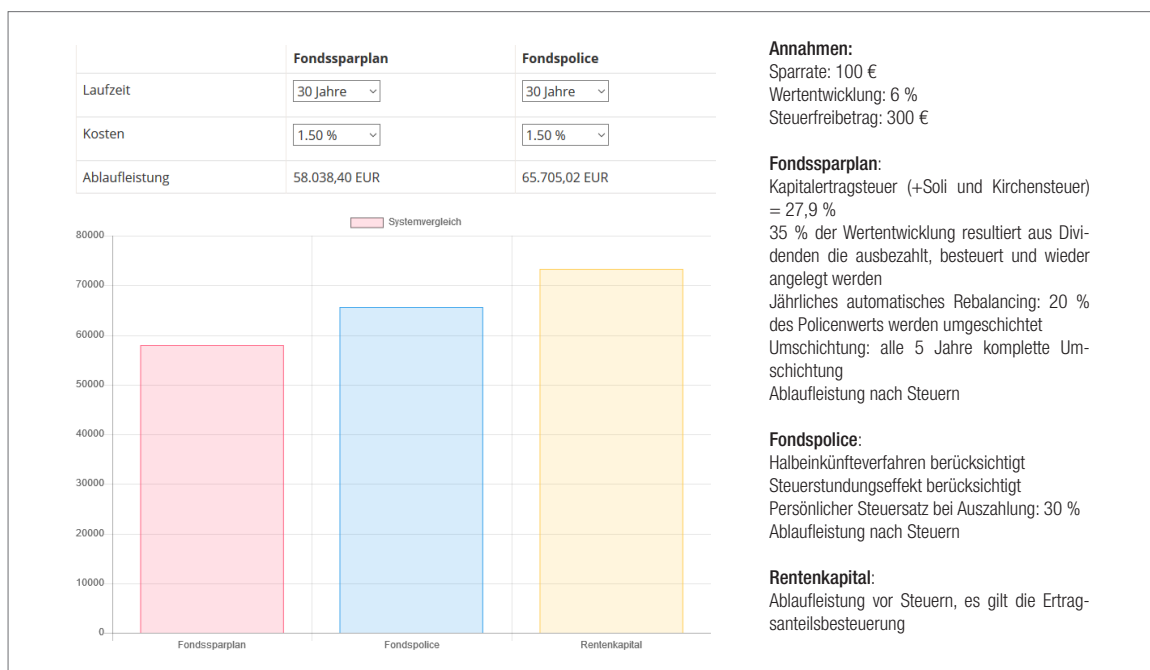 Fondssparplan Fondspolice
Laufzeit 30 Jahre 30 Jahre
Kosten 1.50 % 1.50 %
Ablaufleistung 58.038,40 EUR 65.705,02 EUR
Systemvergleich
80000
70000
60000
50000
40000
30000
20000
10000
0
Fondssparplan Fondspolice Rentenkapital
Annahmen:
Sparrate: 100 €
Wertentwicklung: 6 %
Steuerfreibetrag: 300 €
Fondssparplan:
Kapitalertragsteuer (+Soli und Kirchensteuer)
= 27,9 %
35 % der Wertentwicklung resultiert aus Divi-
denden die ausbezahlt, besteuert und wieder
angelegt werden
Jährliches automatisches Rebalancing: 20 %
des Policenwerts werden umgeschichtet
Umschichtung: alle 5 Jahre komplette Um-
schichtung
Ablaufleistung nach Steuern
Fondspolice:
Halbeinkünfteverfahren berücksichtigt
Steuerstundungseffekt berücksichtigt
Persönlicher Steuersatz bei Auszahlung: 30 %
Ablaufleistung nach Steuern
Rentenkapital:
Ablaufleistung vor Steuern, es gilt die Ertrag-
santeilsbesteuerung